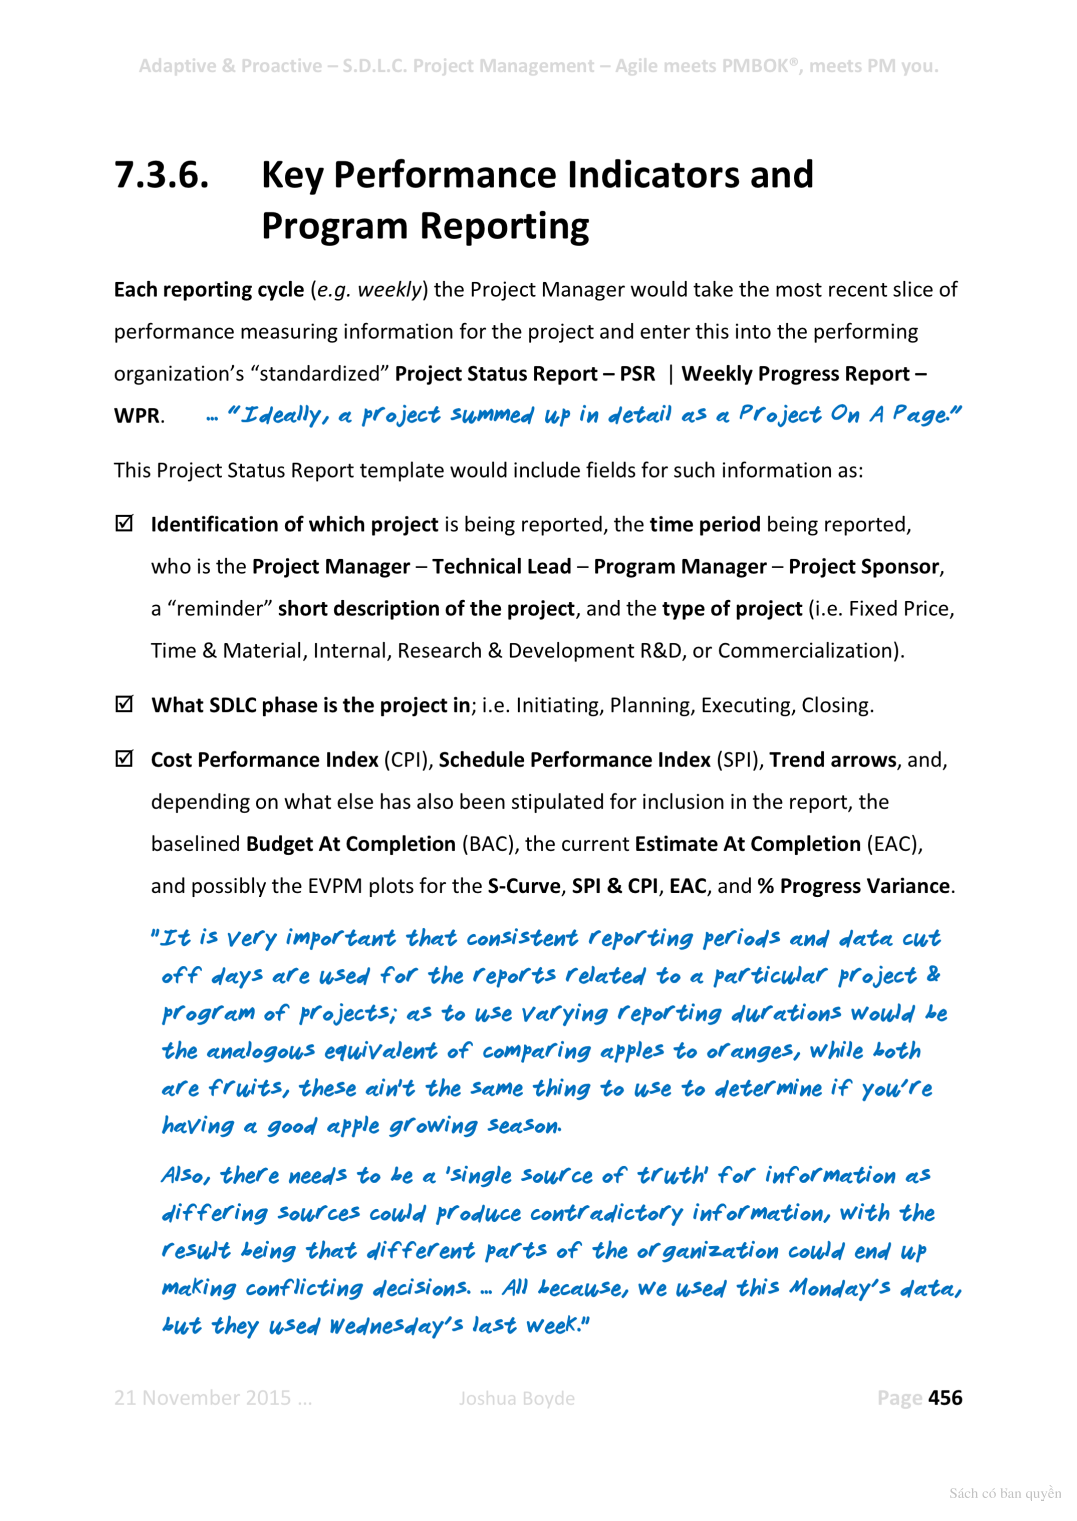 Adaptive & Proactive – S.D.L.C. Project Management – Agile meets PMBOK®, meets PM you.
7.3.6. Key Performance Indicators and
Program Reporting
Each reporting cycle (e.g. weekly) the Project Manager would take the most recent slice of
performance measuring information for the project and enter this into the performing
organization’s “standardized” Project Status Report – PSR | Weekly Progress Report –
WPR. ... “Ideally, a project summed up in detail as a Project On A Page.”
This Project Status Report template would include fields for such information as:
☑ Identification of which project is being reported, the time period being reported,
who is the Project Manager – Technical Lead – Program Manager – Project Sponsor,
a “reminder” short description of the project, and the type of project (i.e. Fixed Price,
Time & Material, Internal, Research & Development R&D, or Commercialization).
☑ What SDLC phase is the project in; i.e. Initiating, Planning, Executing, Closing.
☑ Cost Performance Index (CPI), Schedule Performance Index (SPI), Trend arrows, and,
depending on what else has also been stipulated for inclusion in the report, the
baselined Budget At Completion (BAC), the current Estimate At Completion (EAC),
and possibly the EVPM plots for the S-Curve, SPI & CPI, EAC, and % Progress Variance.
"It is very important that consistent reporting periods and data cut
off days are used for the reports related to a particular project &
program of projects; as to use varying reporting durations would be
the analogous equivalent of comparing apples to oranges, while both
are fruits, these ain't the same thing to use to determine if you’re
having a good apple growing season.
Also, there needs to be a 'single source of truth' for information as
differing sources could produce contradictory information, with the
result being that different parts of the organization could end up
making conflicting decisions. ... All because, we used this Monday’s data,
but they used Wednesday’s last week."
21 November 2015 ... Joshua Boyde Page 456
Sách có bản quyền